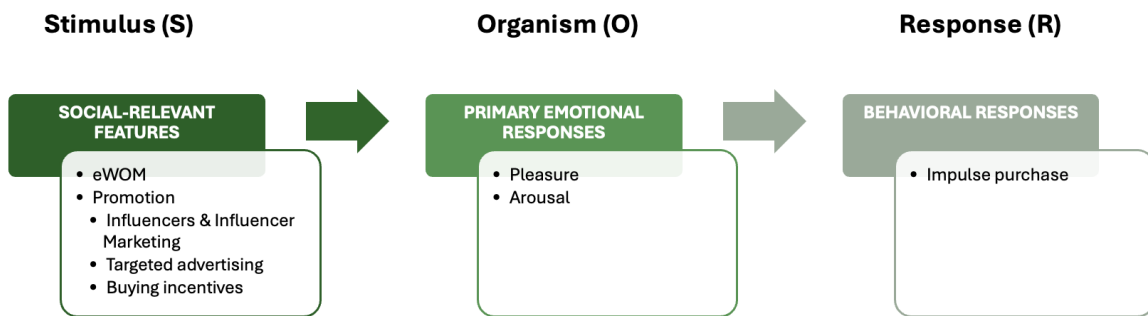 Stimulus (S)
Organism (O)
Response (R)
SOCIAL-RELEVANT
FEATURES
• eWOM
• Promotion
• Influencers & Influencer
Marketing
• Targeted advertising
• Buying incentives
PRIMARY EMOTIONAL
RESPONSES
• Pleasure
• Arousal
BEHAVIORAL RESPONSES
• Impulse purchase